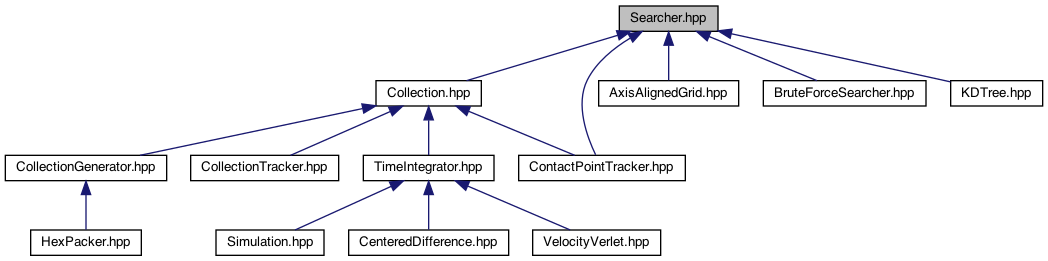 Searcher.hpp
Collection.hpp
AxisAlignedGrid.hpp
BruteForceSearcher.hpp
KDTree.hpp
CollectionGenerator.hpp
CollectionTracker.hpp
TimeIntegrator.hpp
ContactPointTracker.hpp
HexPacker.hpp
Simulation.hpp
CenteredDifference.hpp
VelocityVerlet.hpp